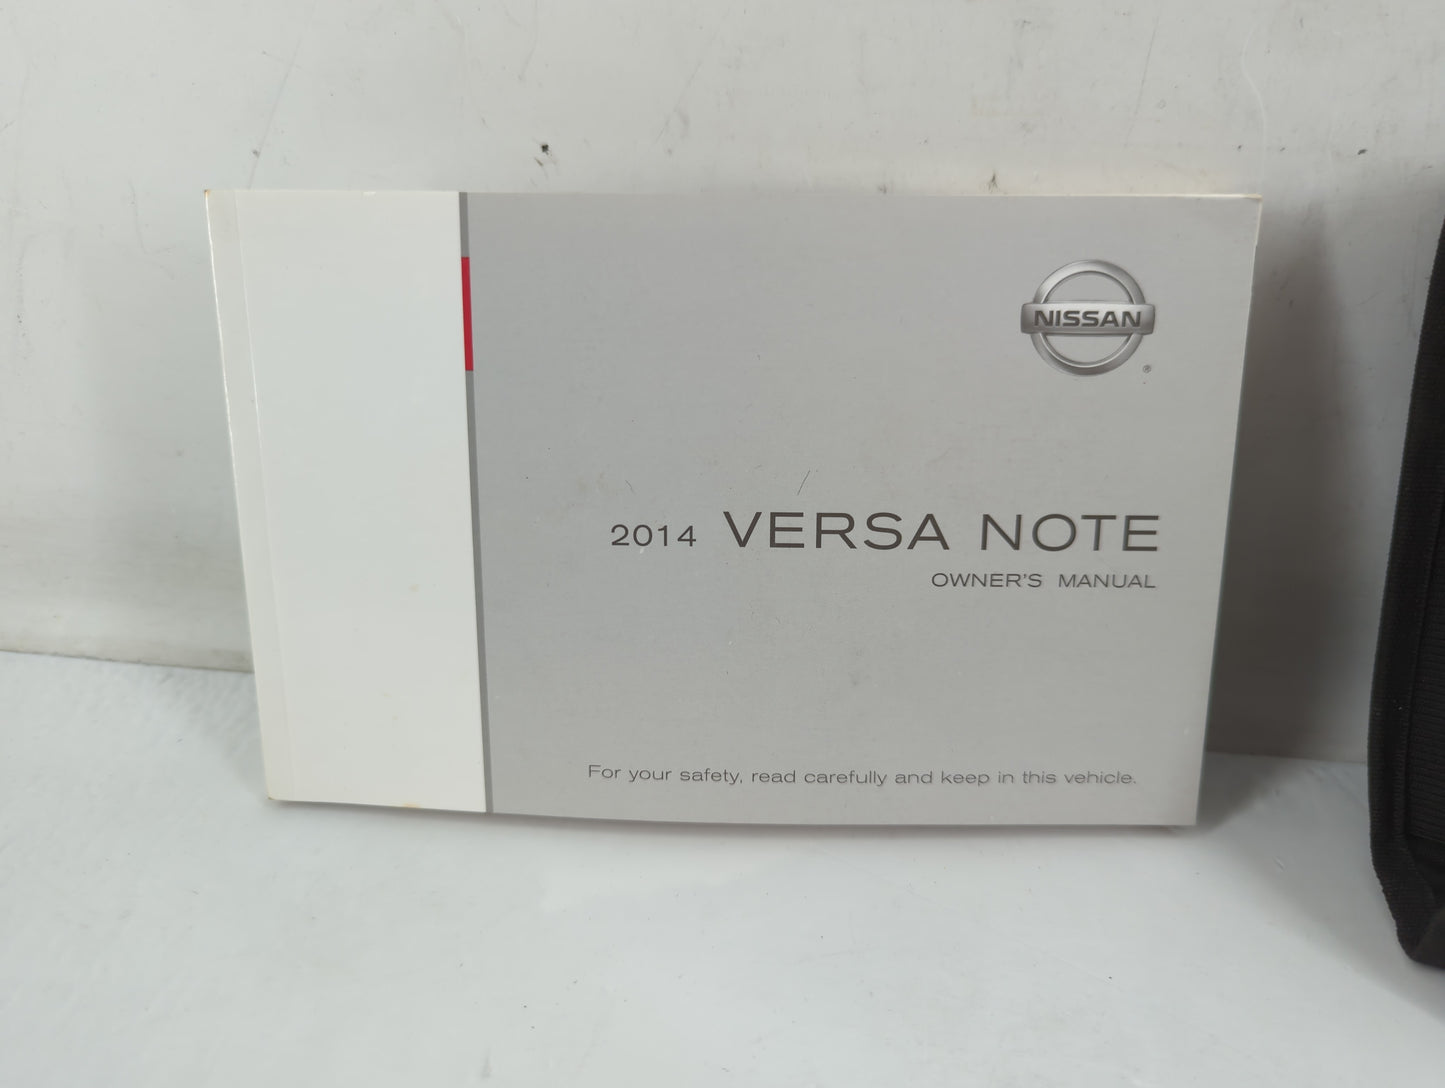 NISSAN
®
2014 VERSA NOTE
OWNER'S MANUAL
For your safety, read carefully and keep in this vehicle.